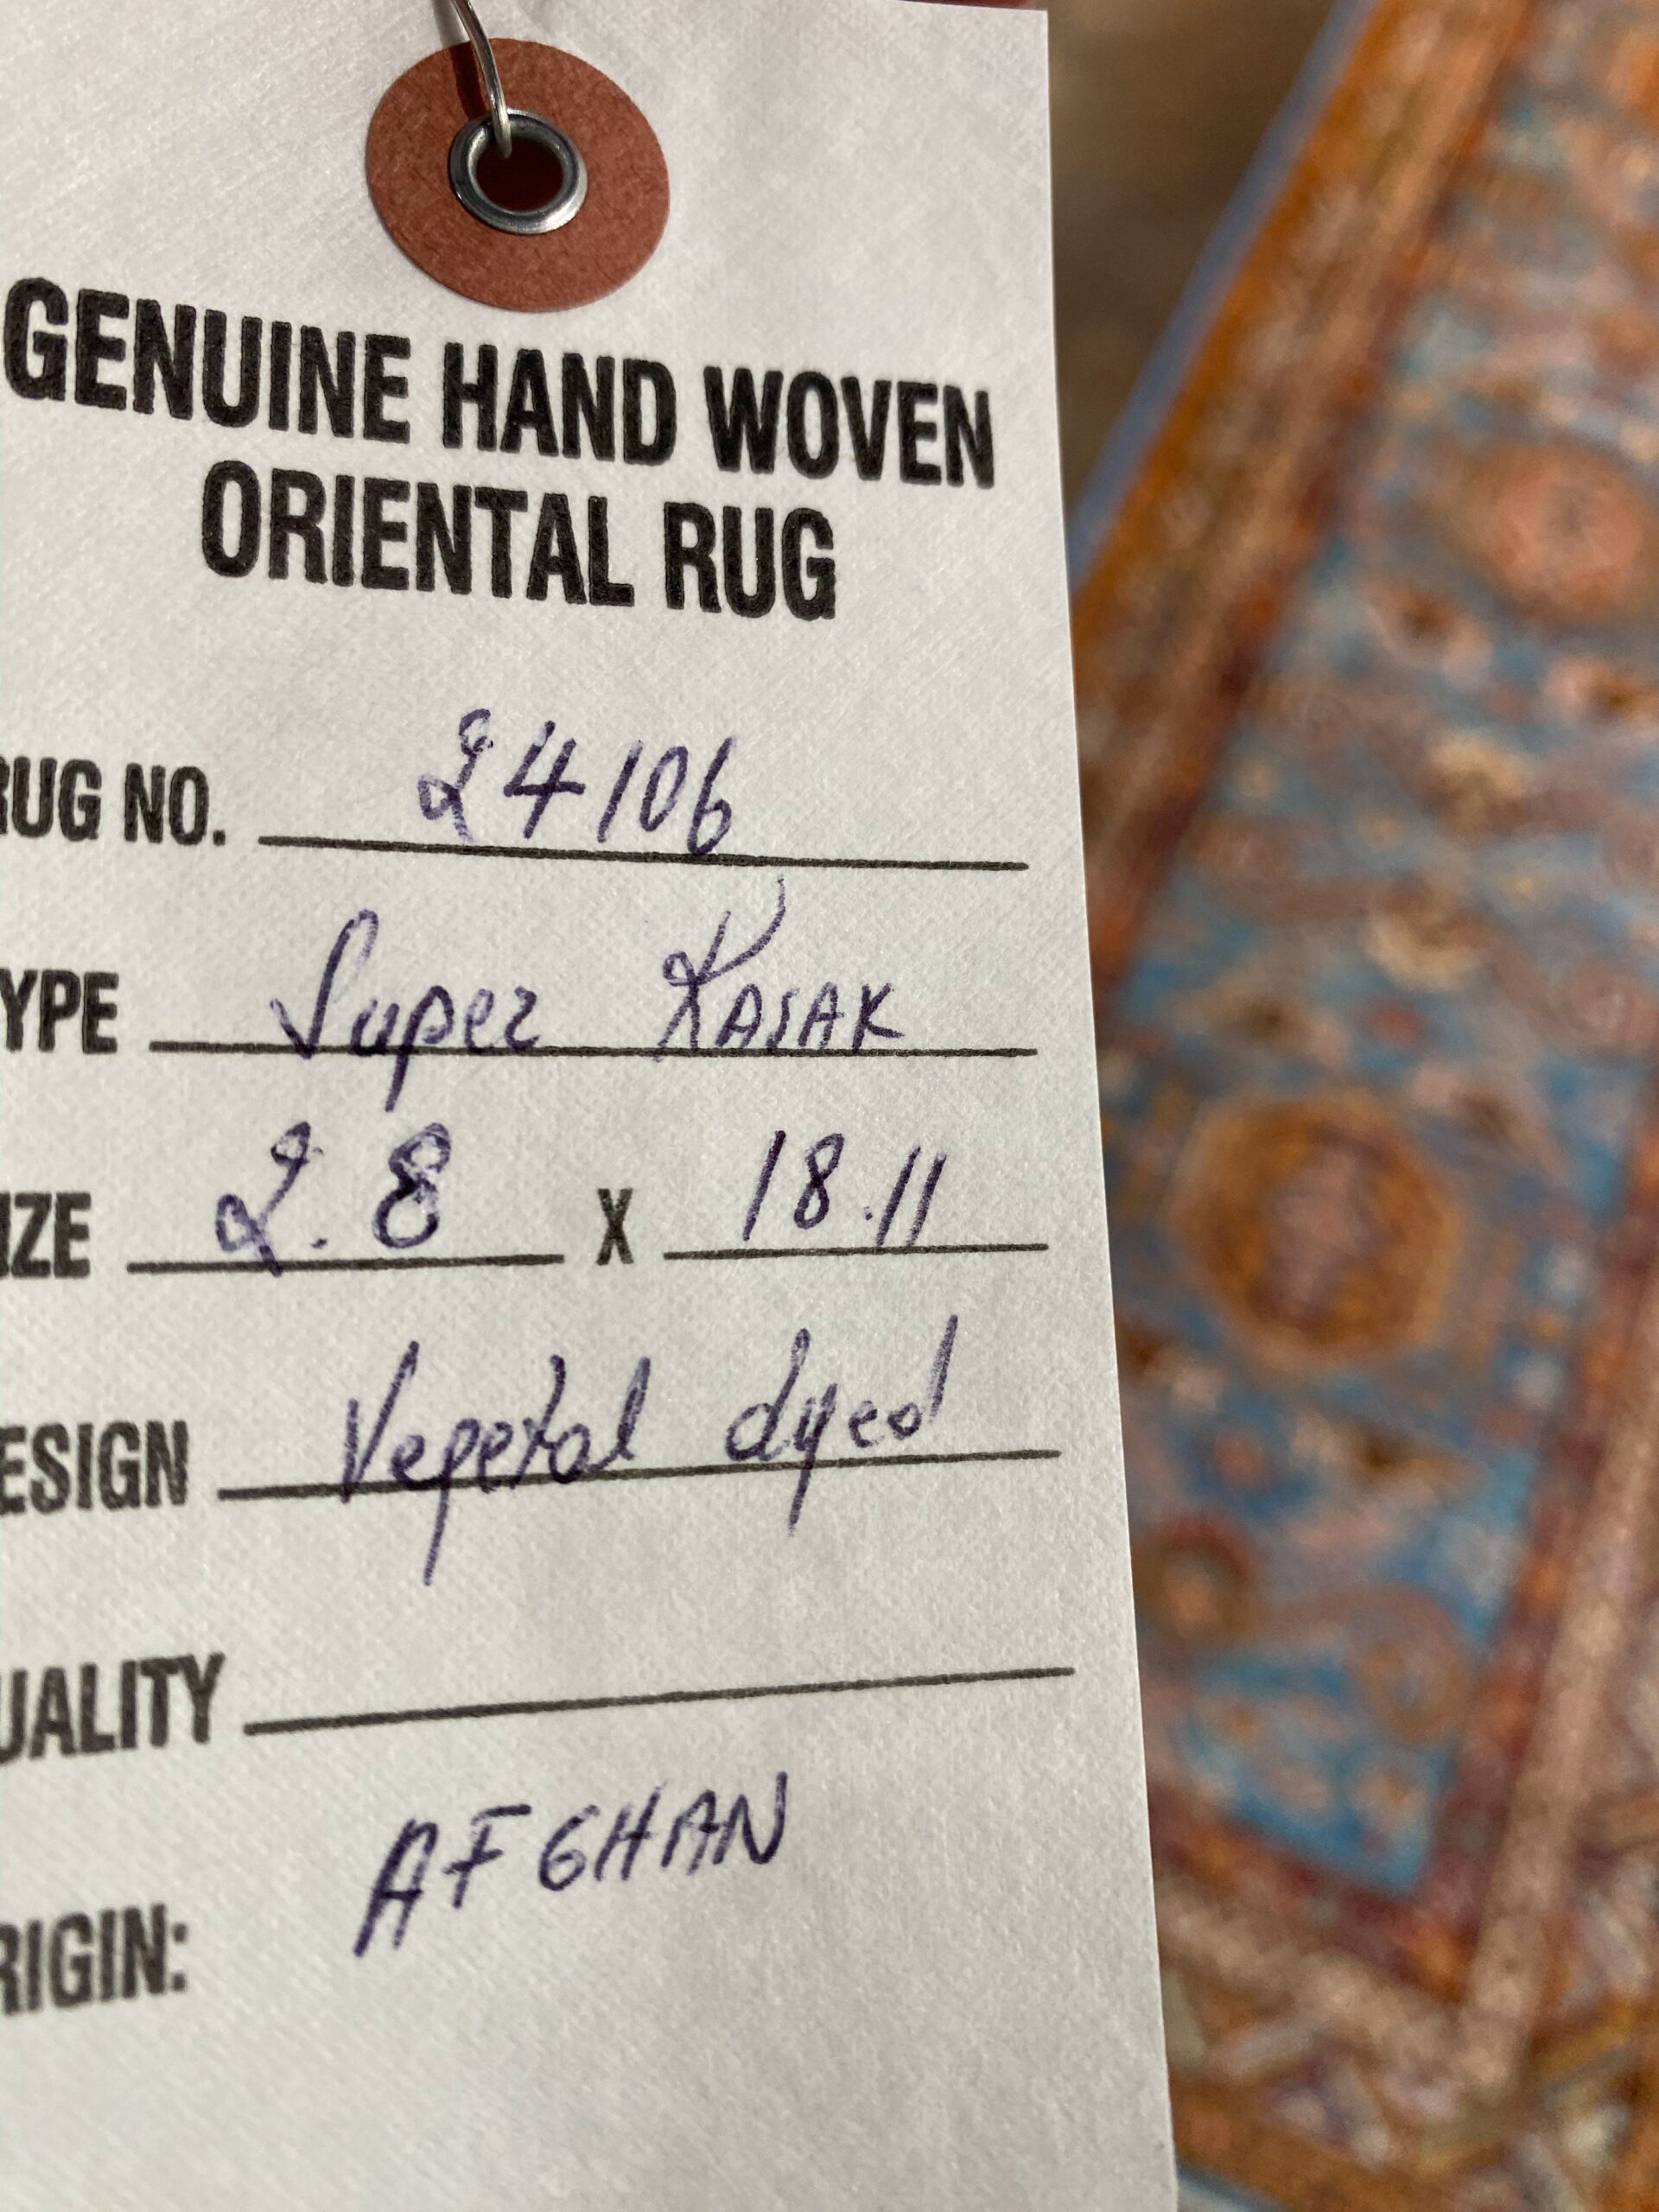 GENUINE HAND WOVEN
ORIENTAL RUG
RUG NO. 24106
YPE Super KASAK
IZE 2.8 X 18.11
ESIGN Vegetal dyed
UALITY
RIGIN: AFGHAN